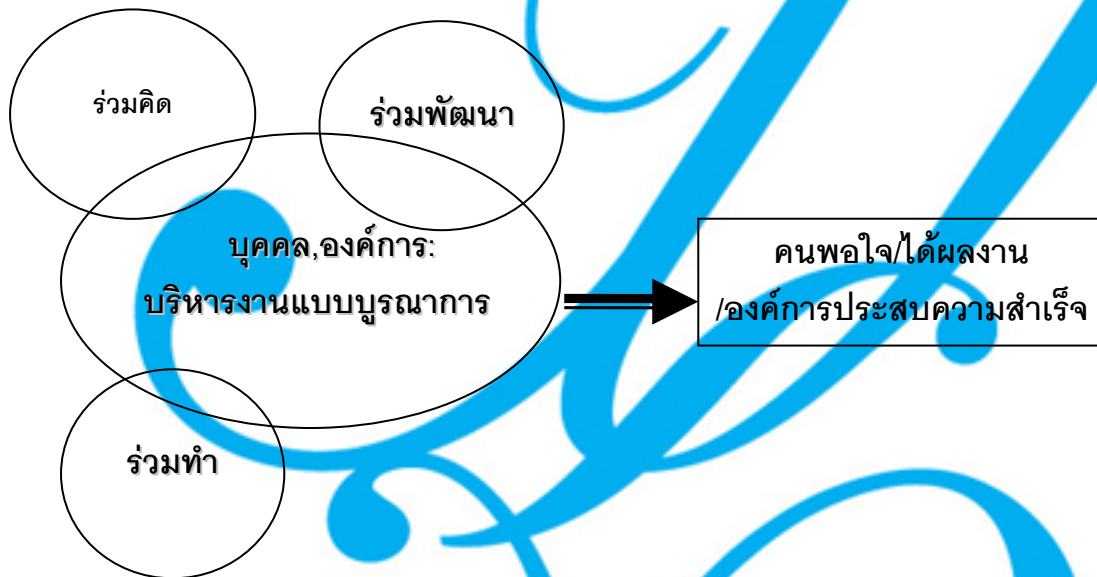 ร่วมคิด
ร่วมพัฒนา
บุคคล,องค์การ:
บริหารงานแบบบูรณาการ
คนพอใจ/ได้ผลงาน
/องค์การประสบความสำเร็จ
ร่วมทำ